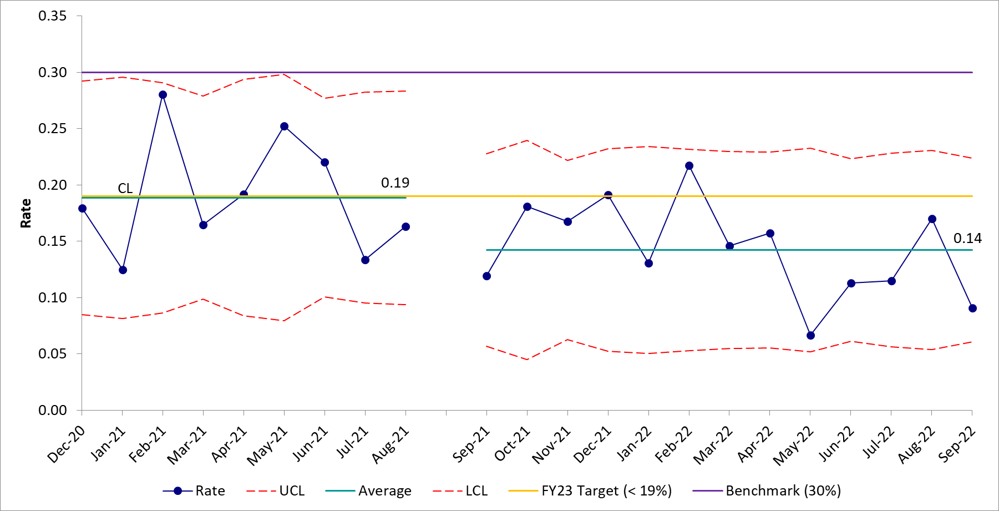 0.35
0.30
0.25
0.20
0.15
0.10
0.05
0.00
Rate
CL
0.19
0.14
Dec-20 Jan-21 Feb-21 Mar-21 Apr-21 May-21 Jun-21 Jul-21 Aug-21 Sep-21 Oct-21 Nov-21 Dec-21 Jan-22 Feb-22 Mar-22 Apr-22 May-22 Jun-22 Jul-22 Aug-22 Sep-22
Rate UCL Average LCL FY23 Target (< 19%) Benchmark (30%)